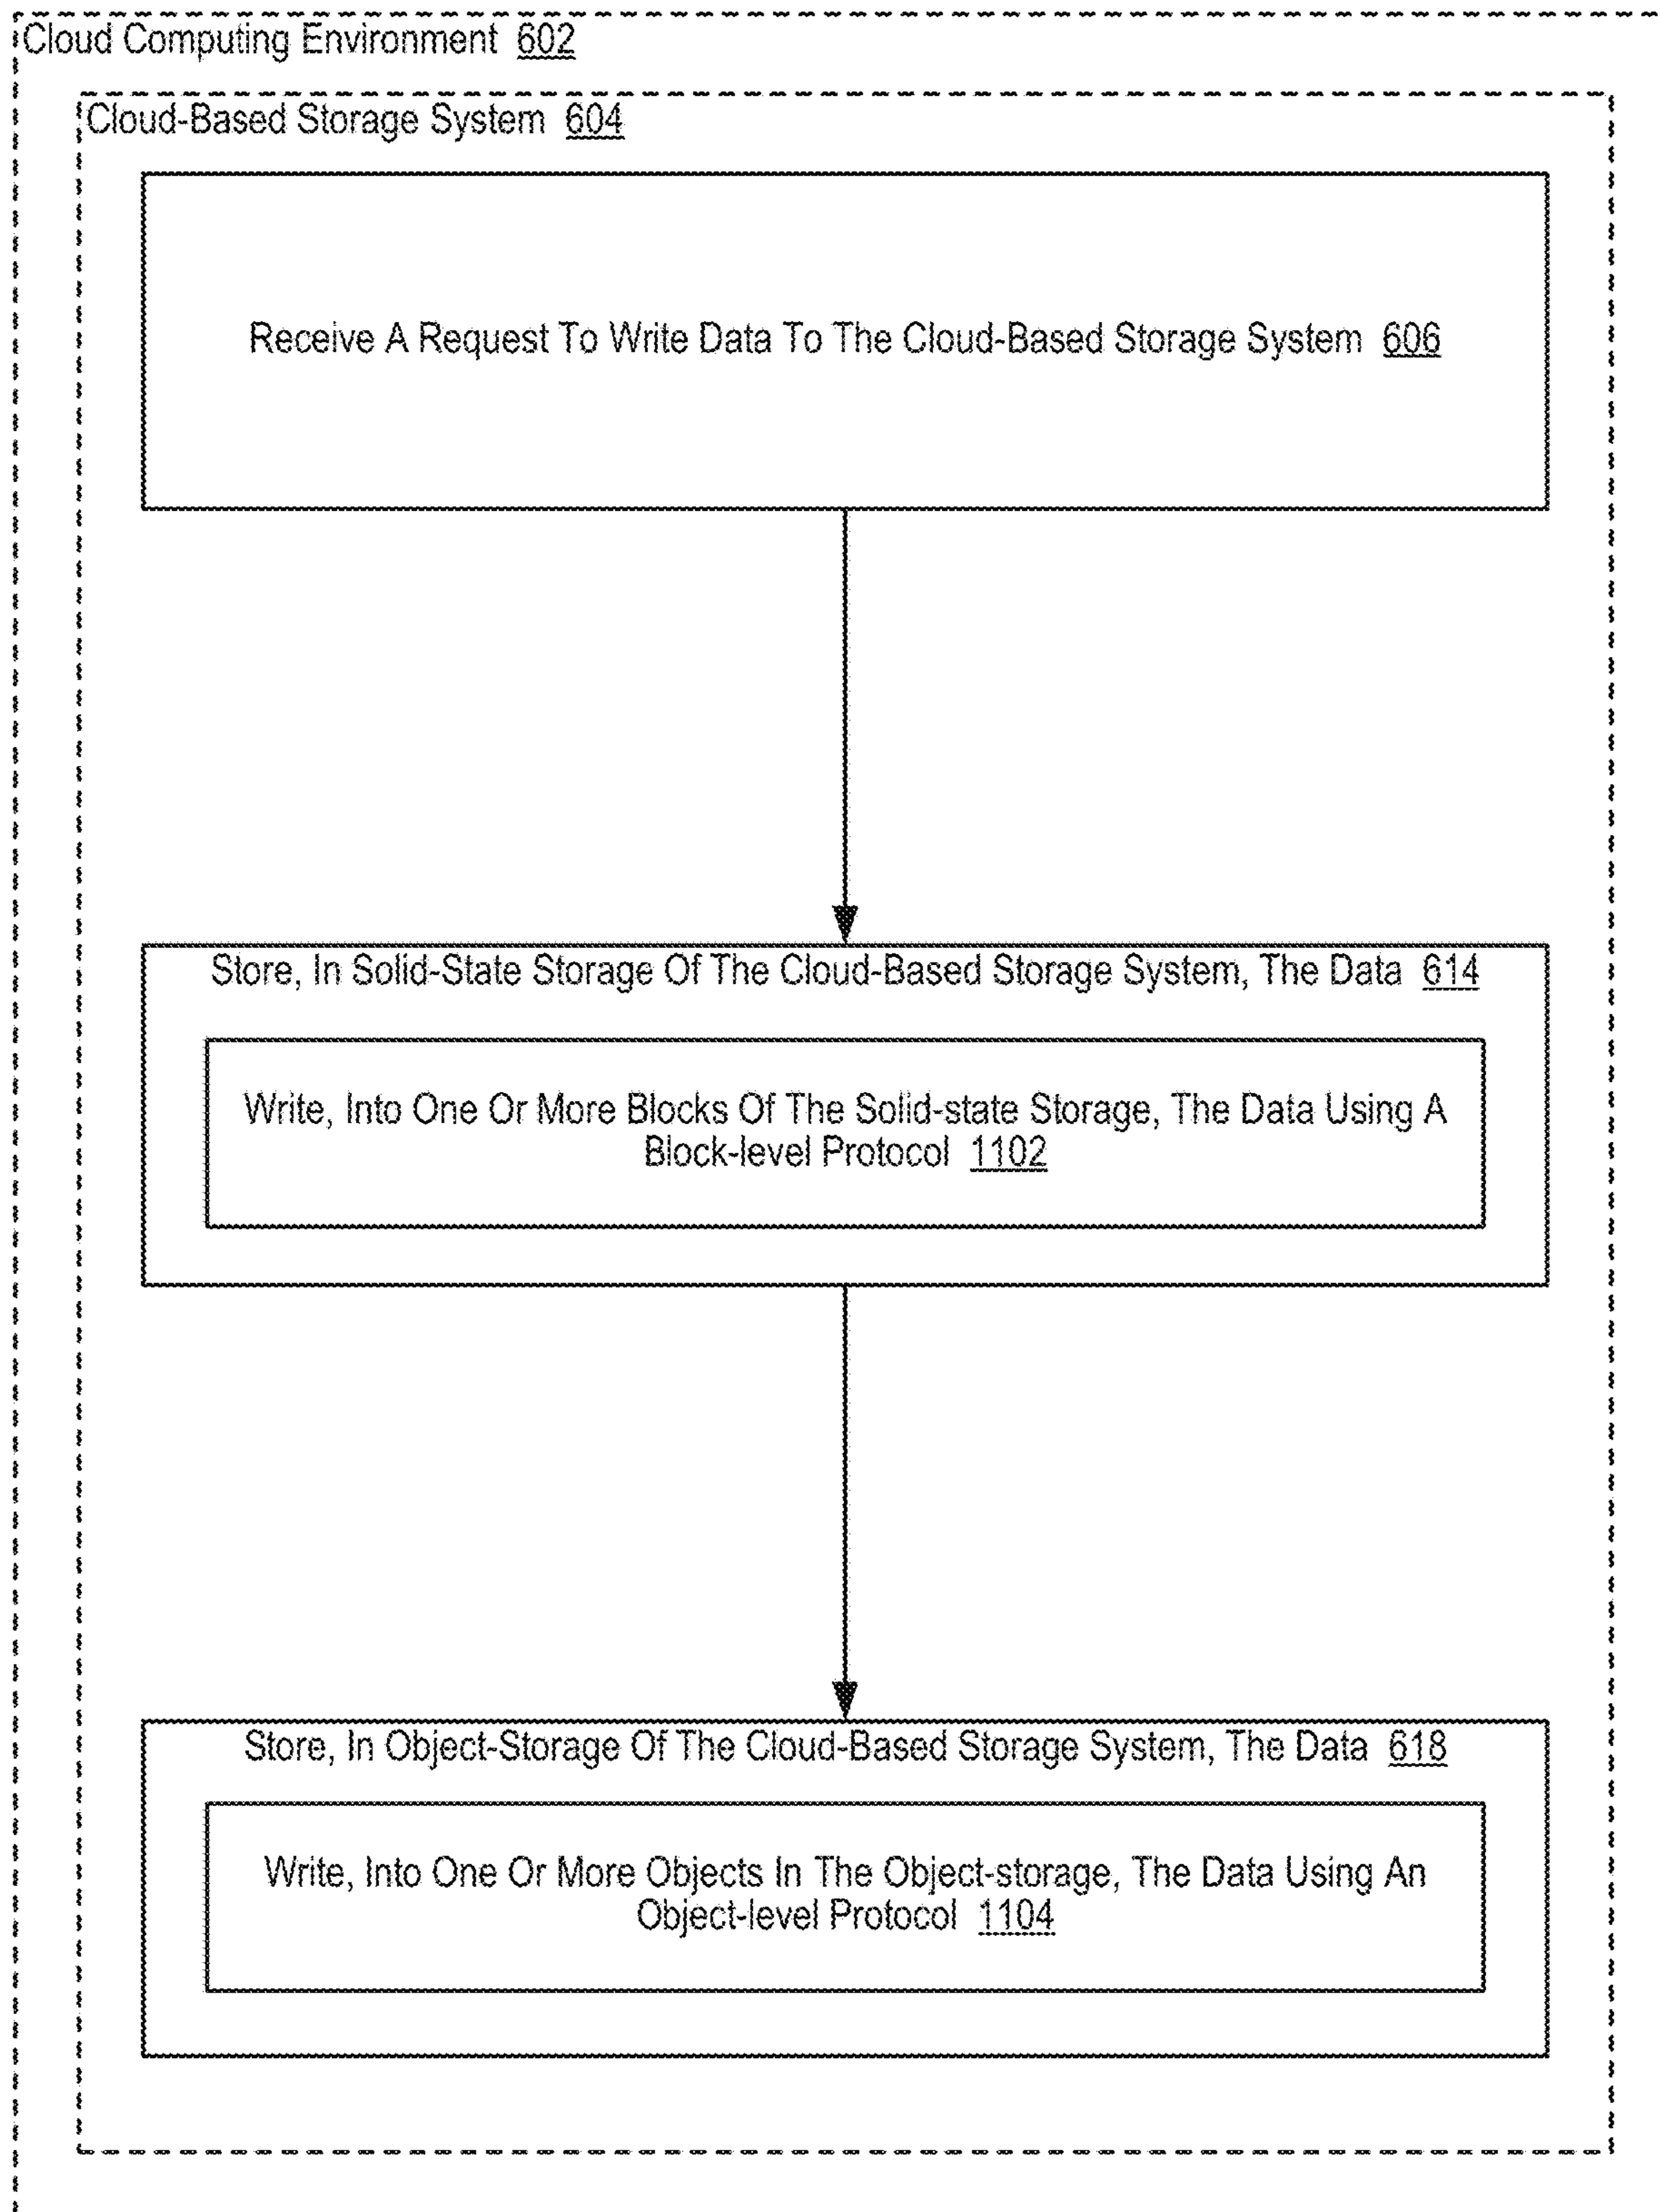 Cloud Computing Environment 602
Cloud-Based Storage System 604
Receive A Request To Write Data To The Cloud-Based Storage System 606
Store, In Solid-State Storage Of The Cloud-Based Storage System, The Data 614
Write, Into One Or More Blocks Of The Solid-state Storage, The Data Using A
Block-level Protocol 1102
Store, In Object-Storage Of The Cloud-Based Storage System, The Data 618
Write, Into One Or More Objects In The Object-storage, The Data Using An
Object-level Protocol 1104